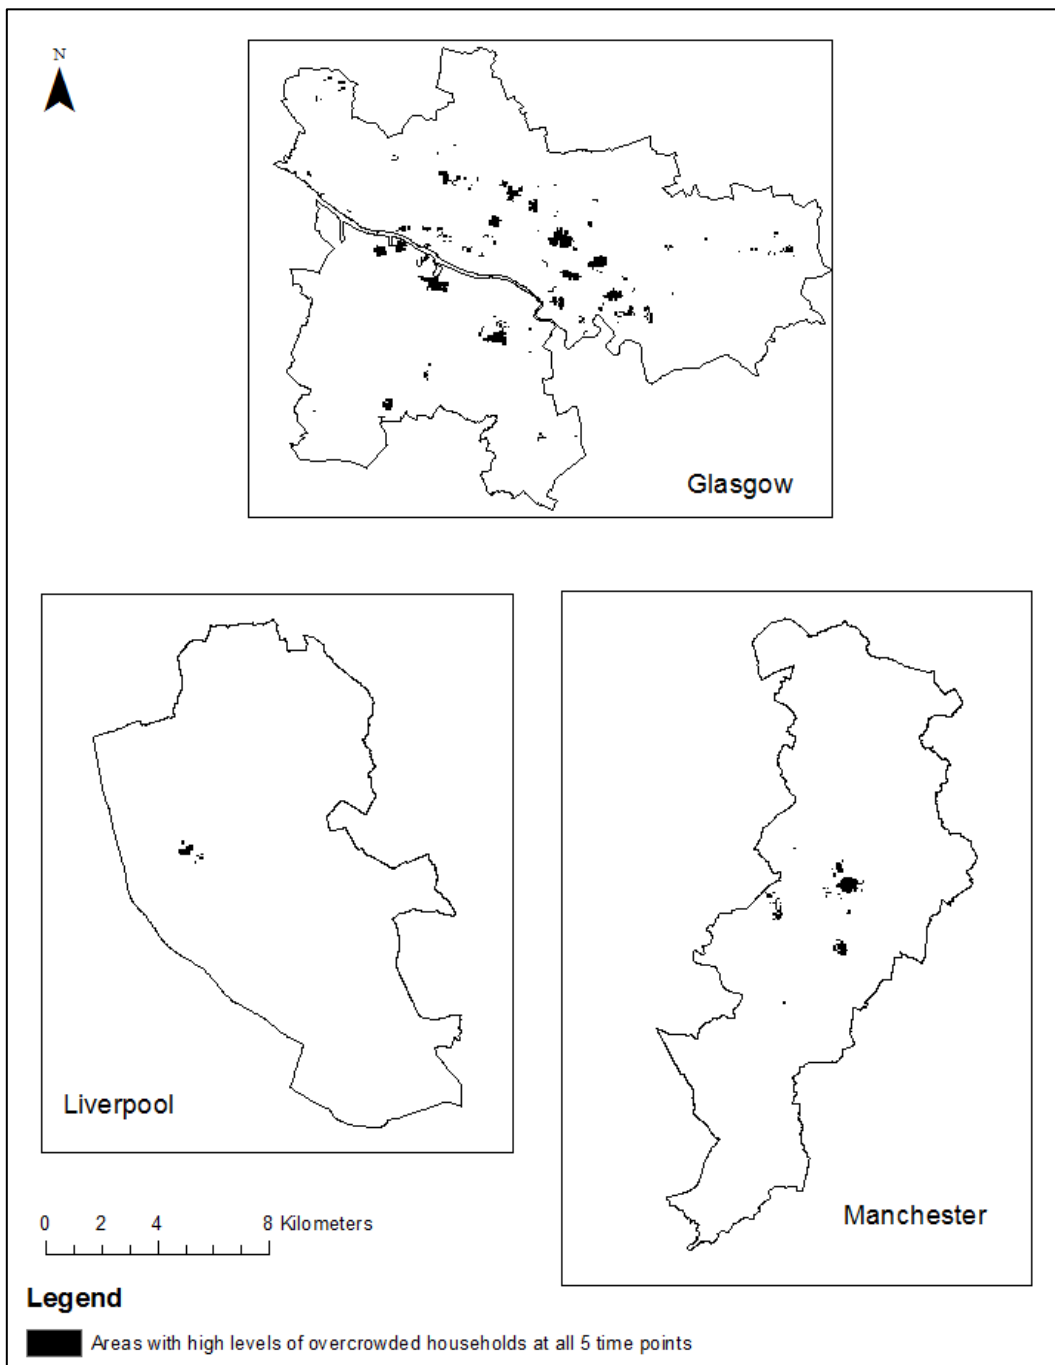 N
Glasgow
Liverpool
Manchester
0 2 4 8 Kilometers
Legend
Areas with high levels of overcrowded households at all 5 time points